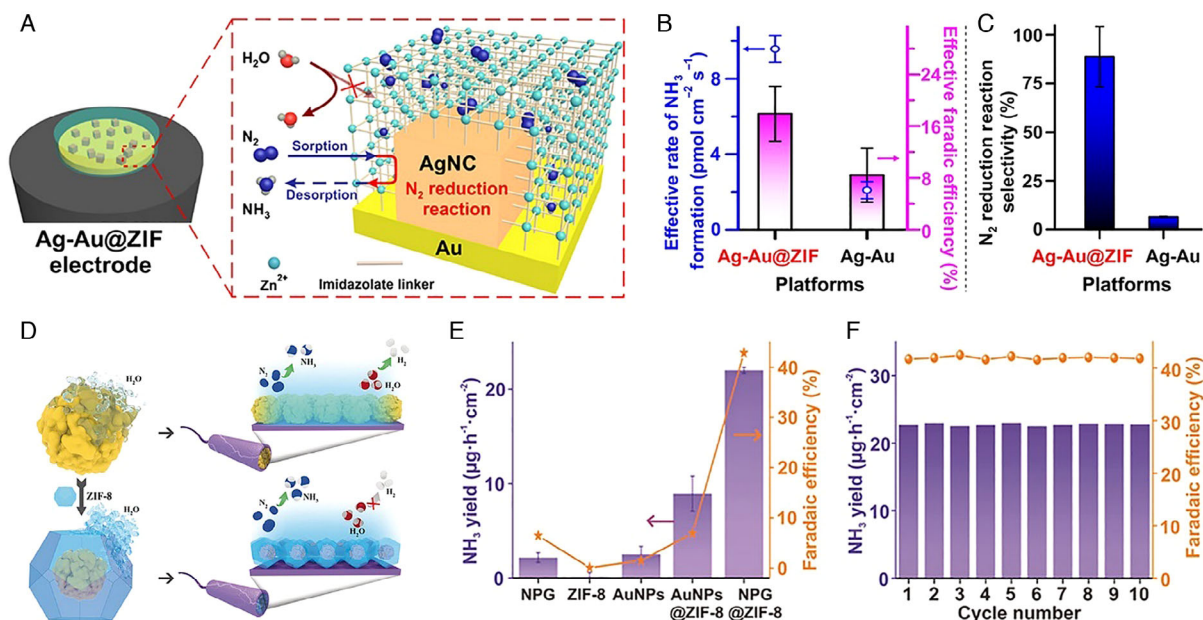 A
H₂O
N₂
Sorption
Desorption
NH₃
AgNC
N₂ reduction
reaction
Au
Ag-Au@ZIF
electrode
Zn²⁺
Imidazolate linker
B
Effective rate of NH₃
formation (pmol cm⁻² s⁻¹)
9
6
3
0
28
16
8
0
Effective faradic
efficiency (%)
Ag-Au@ZIF
Ag-Au
Platforms
C
N₂ reduction reaction
selectivity (%)
100
75
50
25
0
Ag-Au@ZIF
Ag-Au
Platforms
D
H₂O
ZIF-8
H₂O
N₂
NH₃
H₂
H₂O
N₂
NH₃
H₂
H₂O
E
NH₃ yield (μg·h⁻¹·cm⁻²)
20
10
0
40
30
20
10
0
Faradaic efficiency (%)
NPG
ZIF-8
AuNPs
AuNPs
@ZIF-8
NPG
@ZIF-8
F
NH₃ yield (μg·h⁻¹·cm⁻²)
30
20
10
0
40
30
20
10
0
Faradaic efficiency (%)
1 2 3 4 5 6 7 8 9 10
Cycle number